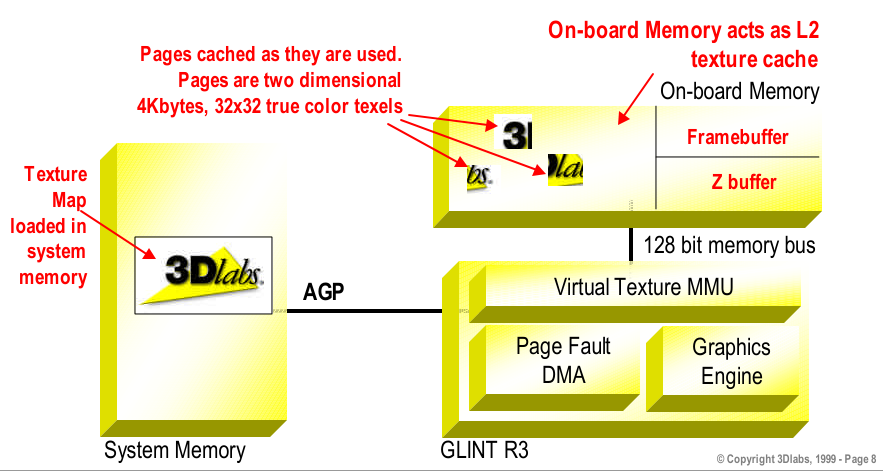 On-board Memory acts as L2
texture cache
Pages cached as they are used.
Pages are two dimensional
4Kbytes, 32x32 true color texels
On-board Memory
3D
Framebuffer
Dlal
bs.
Z buffer
Texture
Map
loaded in
system
memory
3Dlabs.
128 bit memory bus
AGP
Virtual Texture MMU
Page Fault
DMA
Graphics
Engine
System Memory
GLINT R3
© Copyright 3Dlabs, 1999 - Page 8